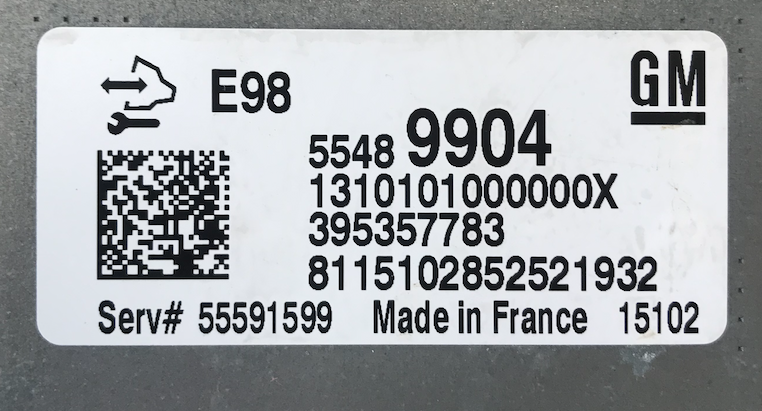 E98
GM
5548 9904
1310101000000X
395357783
8115102852521932
Serv# 55591599 Made in France 15102